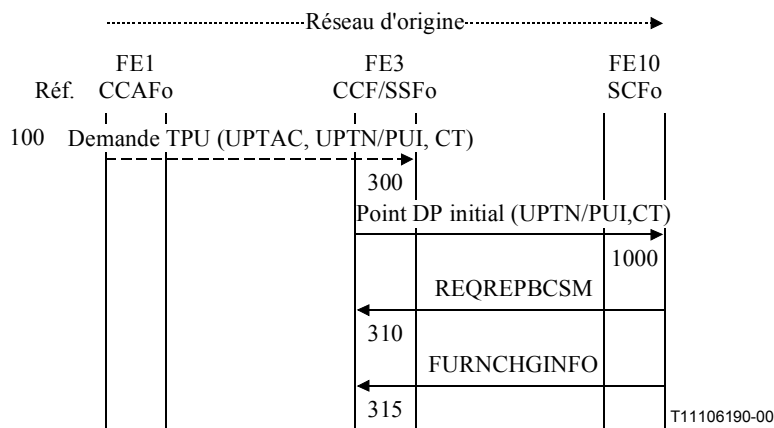 Réseau d'origine
FE1 FE3 FE10
Réf. CCAFo CCF/SSFo SCFo
100 Demande TPU (UPTAC, UPTN/PUI, CT)
300
Point DP initial (UPTN/PUI,CT)
1000
REQREPBCSM
310
FURNCHGINFO
315
T11106190-00